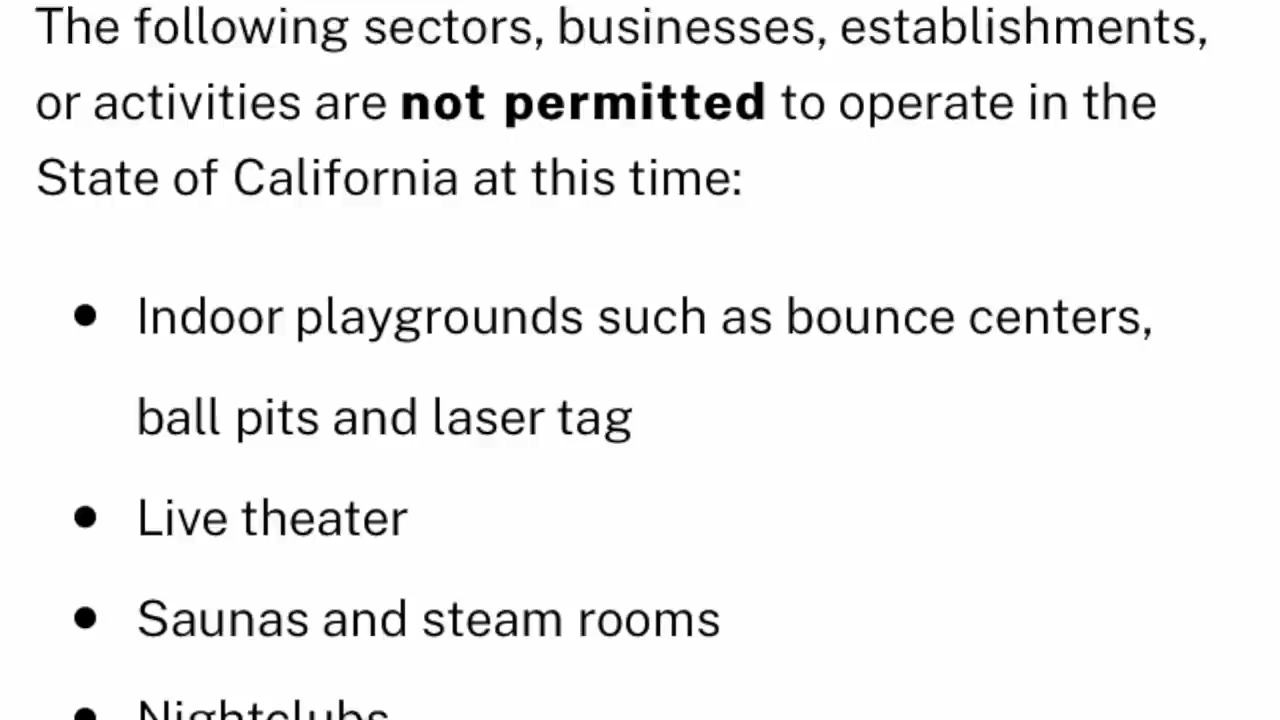 The following sectors, businesses, establishments,
or activities are not permitted to operate in the
State of California at this time:
● Indoor playgrounds such as bounce centers,
ball pits and laser tag
● Live theater
● Saunas and steam rooms
● Nightclubs